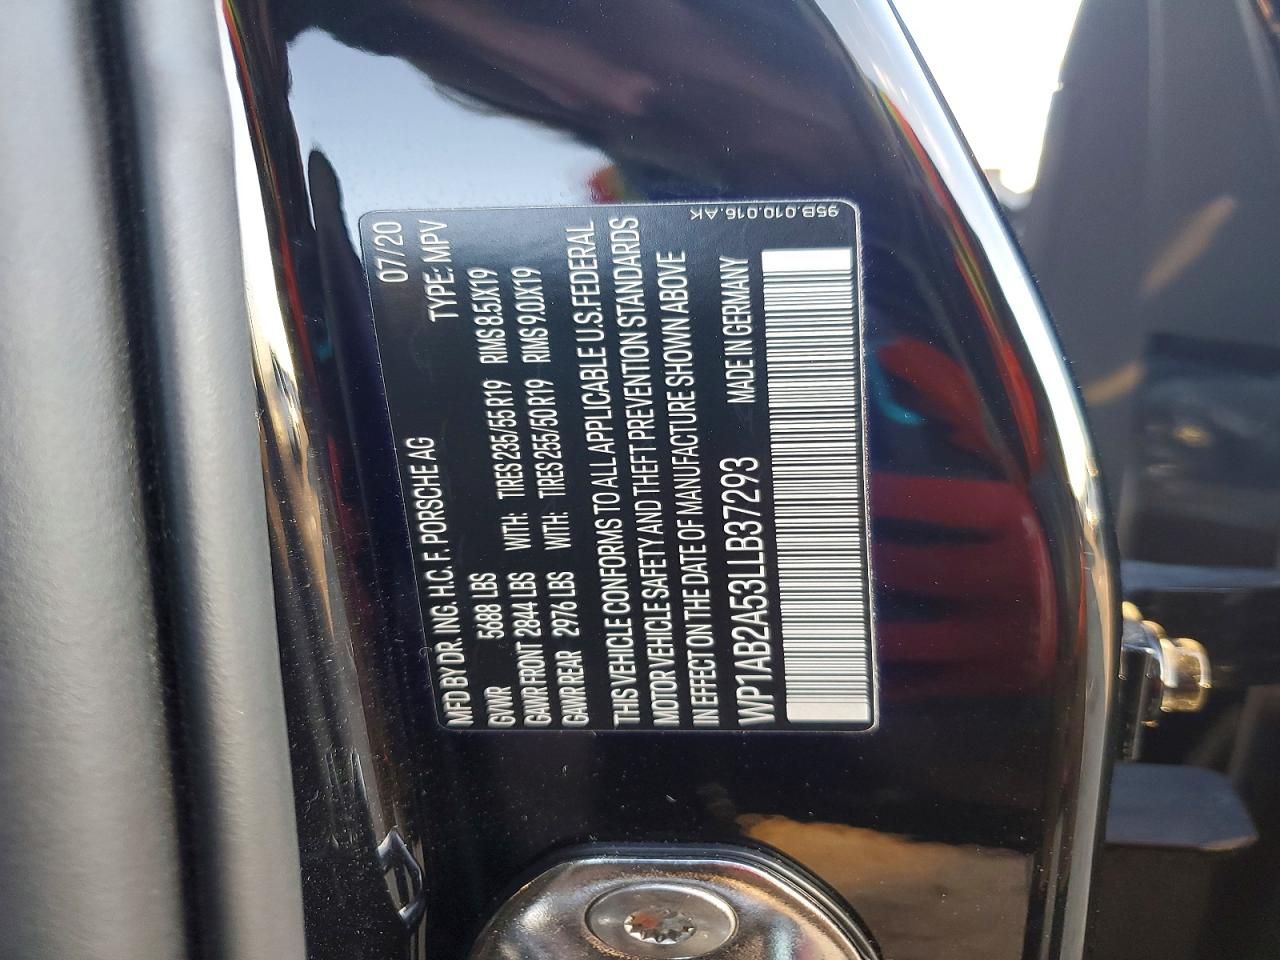 MFD BY DR. ING. H.C. F. PORSCHE AG 07/20
TYPE: MPV
GVWR 5688 LBS
GAWR FRONT 2844 LBS WITH: TIRES 235/55 R19 RIMS 8.5JX19
GAWR REAR 2976 LBS WITH: TIRES 255/50 R19 RIMS 9.0JX19
THIS VEHICLE CONFORMS TO ALL APPLICABLE U.S. FEDERAL
MOTOR VEHICLE SAFETY AND THEFT PREVENTION STANDARDS
IN EFFECT ON THE DATE OF MANUFACTURE SHOWN ABOVE
WP1AB2A53LLB37293 MADE IN GERMANY
95B.010.016.AK